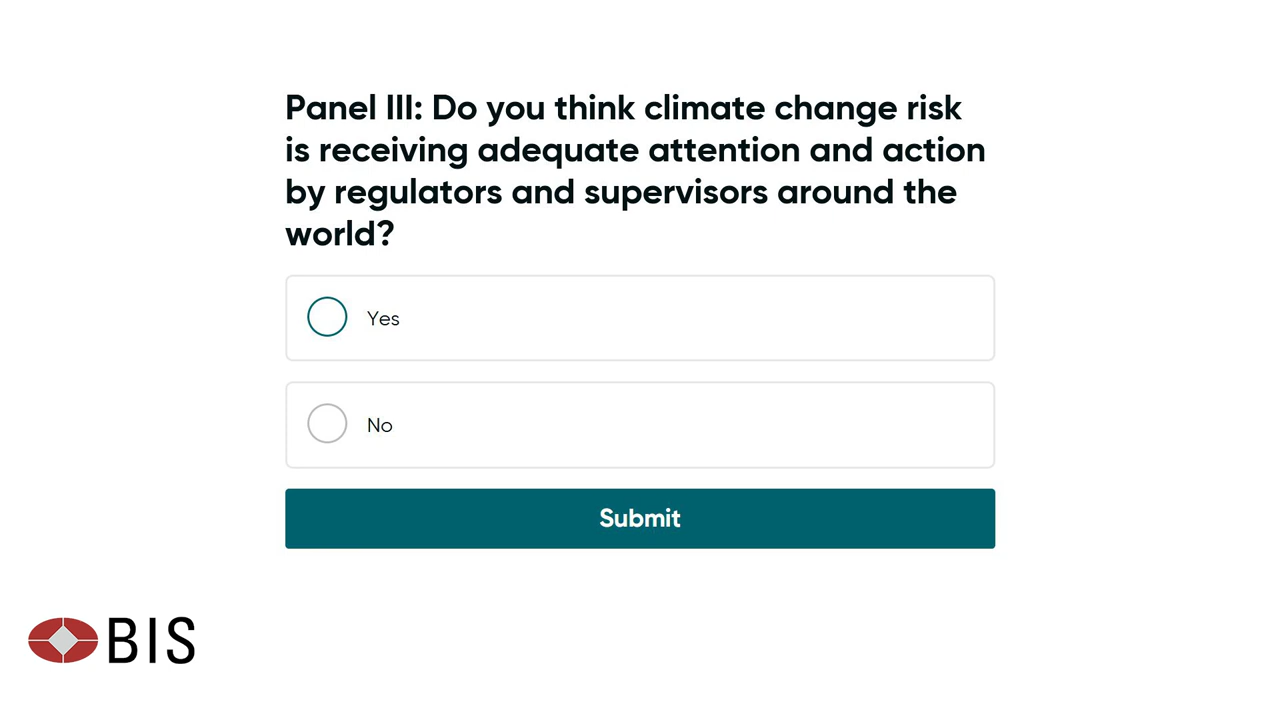 Panel III: Do you think climate change risk
is receiving adequate attention and action
by regulators and supervisors around the
world?
Yes
No
Submit
BIS